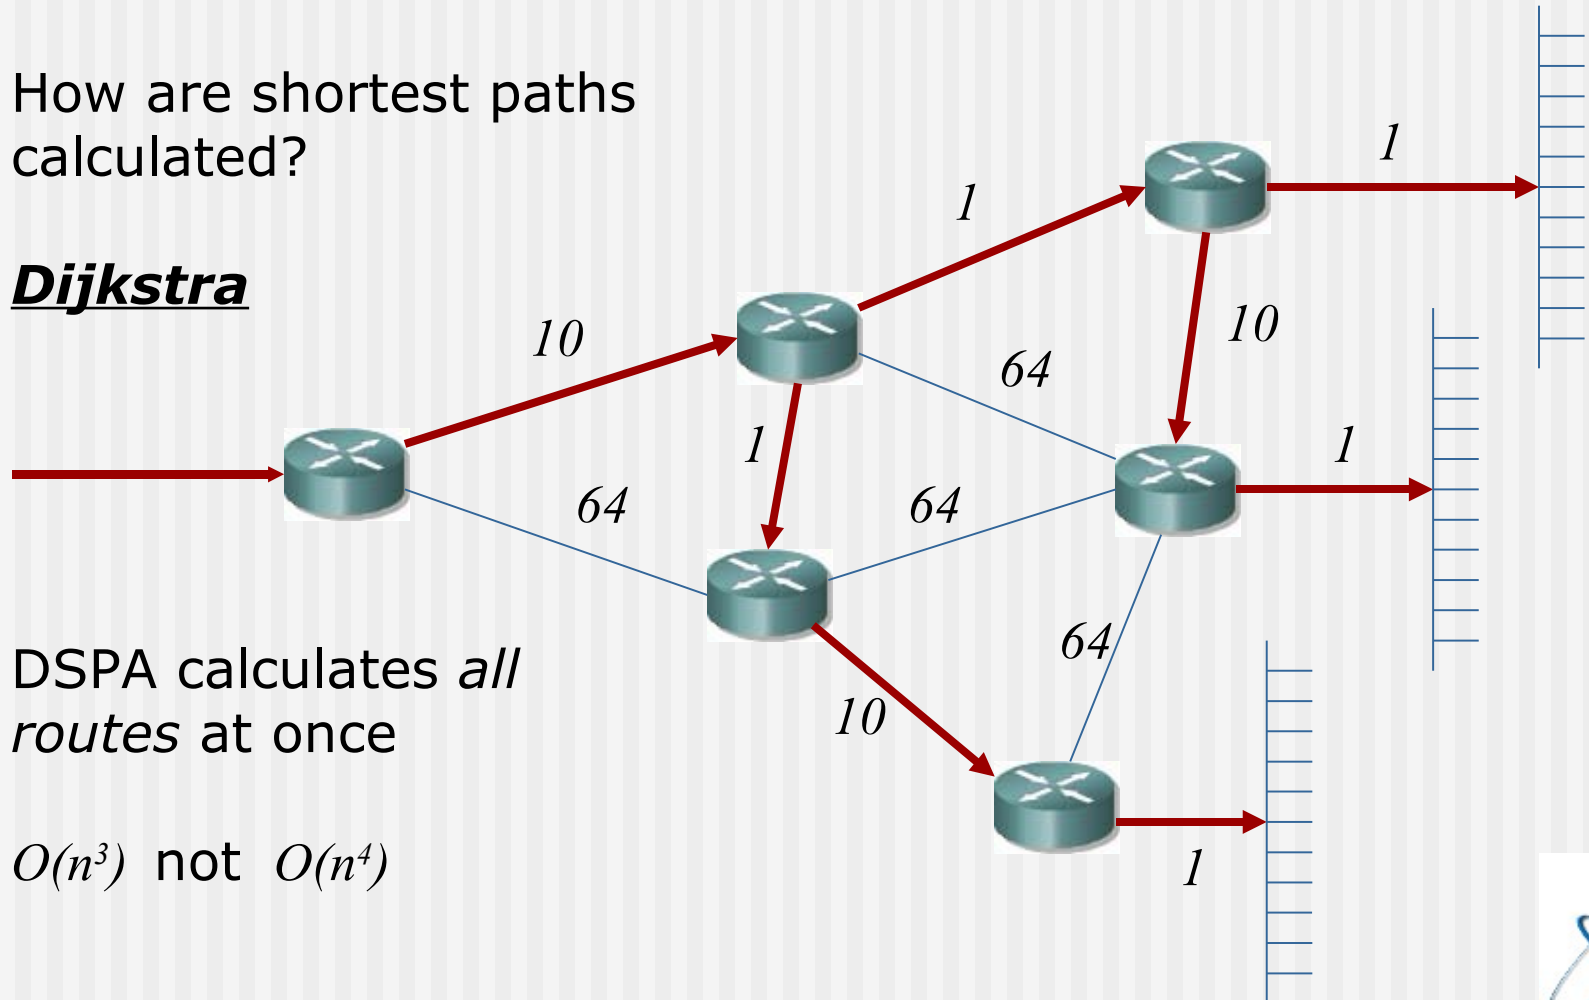 How are shortest paths
calculated?
Dijkstra
DSPA calculates all
routes at once
O(n³) not O(n⁴)
10
64
1
1
64
64
10
10
64
1
1
1